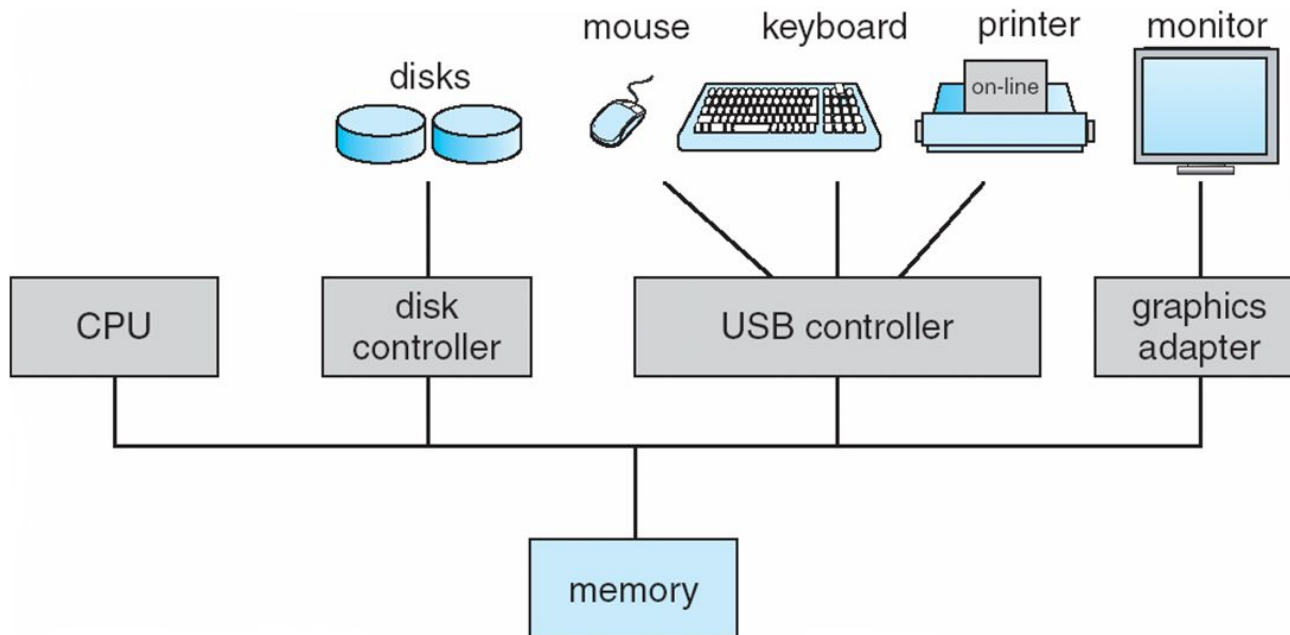 mouse
keyboard
printer
monitor
disks
on-line
CPU
disk
controller
USB controller
graphics
adapter
memory